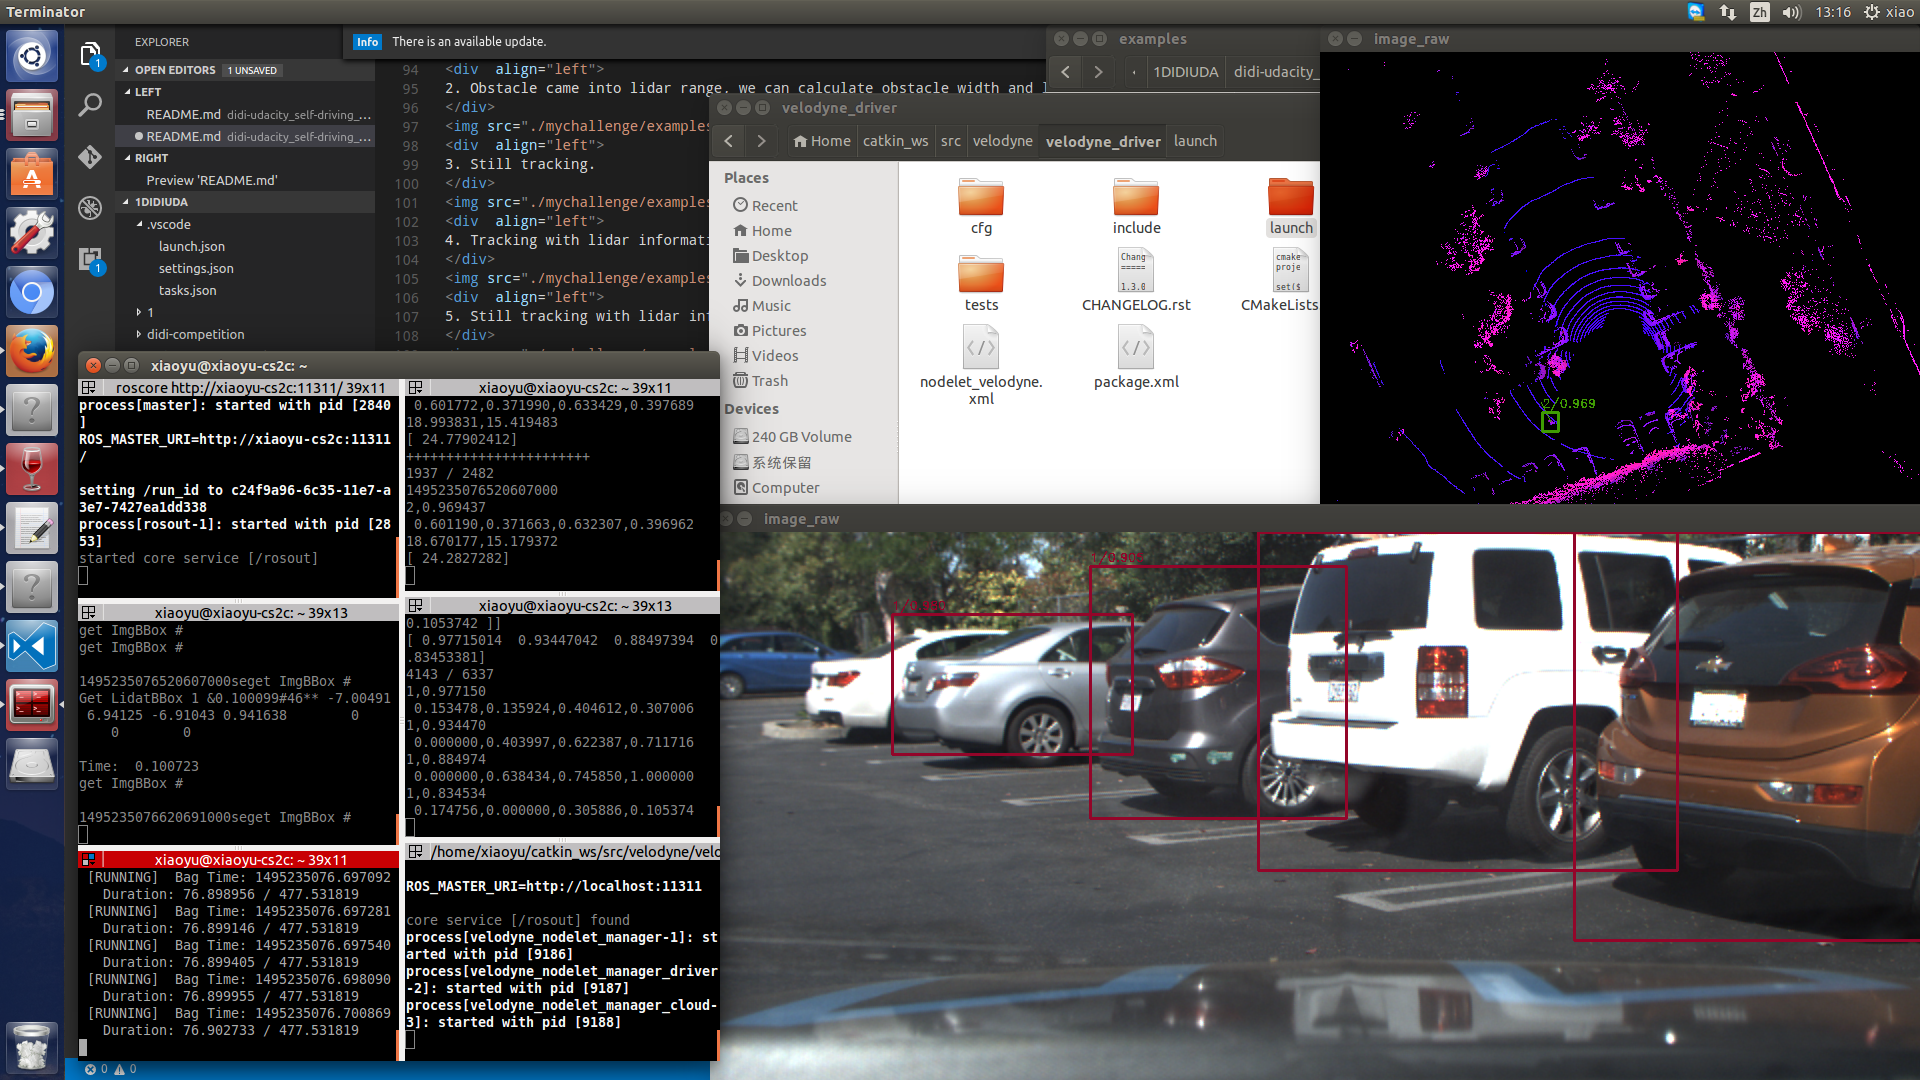 Terminator
Zh
13:16
xiao
EXPLORER
OPEN EDITORS 1 UNSAVED
LEFT
README.md didi-udacity_self-driving_...
README.md didi-udacity_self-driving_...
RIGHT
Preview 'README.md'
1DIDIUDA
.vscode
launch.json
settings.json
tasks.json
1
didi-competition
1
1
Info There is an available update.
94 <div  align="left">
95 2. Obstacle came into lidar range, we can calculate obstacle width and l
96 </div>
97 <img src="./mychallenge/examples
98 <div  align="left">
99 3. Still tracking.
100 </div>
101 <img src="./mychallenge/examples
102 <div  align="left">
103 4. Tracking with lidar informati
104 </div>
105 <img src="./mychallenge/examples
106 <div  align="left">
107 5. Still tracking with lidar inf
108 </div>
examples
1DIDIUDA didi-udacity_
velodyne_driver
Home catkin_ws src velodyne velodyne_driver launch
Places
Recent
Home
Desktop
Downloads
Music
Pictures
Videos
Trash
Devices
240 GB Volume
系统保留
Computer
cfg
include
launch
tests
Chang
=====
1.3.0
CHANGELOG.rst
cmake
proje
set($
CMakeLists
nodelet_velodyne.
xml
package.xml
image_raw
2/0.969
xiaoyu@xiaoyu-cs2c: ~
roscore http://xiaoyu-cs2c:11311/ 39x11
process[master]: started with pid [2840
]
ROS_MASTER_URI=http://xiaoyu-cs2c:11311
/
setting /run_id to c24f9a96-6c35-11e7-a
3e7-7427ea1dd338
process[rosout-1]: started with pid [28
53]
started core service [/rosout]
xiaoyu@xiaoyu-cs2c: ~ 39x11
0.601772,0.371990,0.633429,0.397689
18.993831,15.419483
[ 24.77902412]
+++++++++++++++++++++++
1937 / 2482
1495235076520607000
2,0.969437
0.601190,0.371663,0.632307,0.396962
18.670177,15.179372
[ 24.2827282]
xiaoyu@xiaoyu-cs2c: ~ 39x13
get ImgBBox #
get ImgBBox #
1495235076520607000seget ImgBBox #
Get LidatBBox 1 &0.100099#46** -7.00491
6.94125 -6.91043 0.941638        0
0        0
Time:  0.100723
get ImgBBox #
1495235076620691000seget ImgBBox #
xiaoyu@xiaoyu-cs2c: ~ 39x13
0.1053742 ]]
[ 0.97715014  0.93447042  0.88497394  0
.83453381]
4143 / 6337
1,0.977150
0.153478,0.135924,0.404612,0.307006
1,0.934470
0.000000,0.403997,0.622387,0.711716
1,0.884974
0.000000,0.638434,0.745850,1.000000
1,0.834534
0.174756,0.000000,0.305886,0.105374
xiaoyu@xiaoyu-cs2c: ~ 39x11
[RUNNING]  Bag Time: 1495235076.697092
Duration: 76.898956 / 477.531819
[RUNNING]  Bag Time: 1495235076.697281
Duration: 76.899146 / 477.531819
[RUNNING]  Bag Time: 1495235076.697540
Duration: 76.899405 / 477.531819
[RUNNING]  Bag Time: 1495235076.698090
Duration: 76.899955 / 477.531819
[RUNNING]  Bag Time: 1495235076.700869
Duration: 76.902733 / 477.531819
/home/xiaoyu/catkin_ws/src/velodyne/velo
ROS_MASTER_URI=http://localhost:11311
core service [/rosout] found
process[velodyne_nodelet_manager-1]: st
arted with pid [9186]
process[velodyne_nodelet_manager_driver
-2]: started with pid [9187]
process[velodyne_nodelet_manager_cloud-
3]: started with pid [9188]
image_raw
0 0